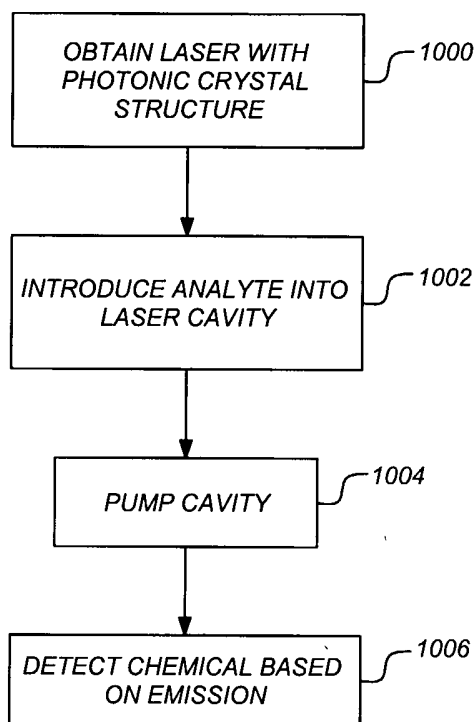 OBTAIN LASER WITH
PHOTONIC CRYSTAL
STRUCTURE
1000
INTRODUCE ANALYTE INTO
LASER CAVITY
1002
PUMP CAVITY
1004
DETECT CHEMICAL BASED
ON EMISSION
1006